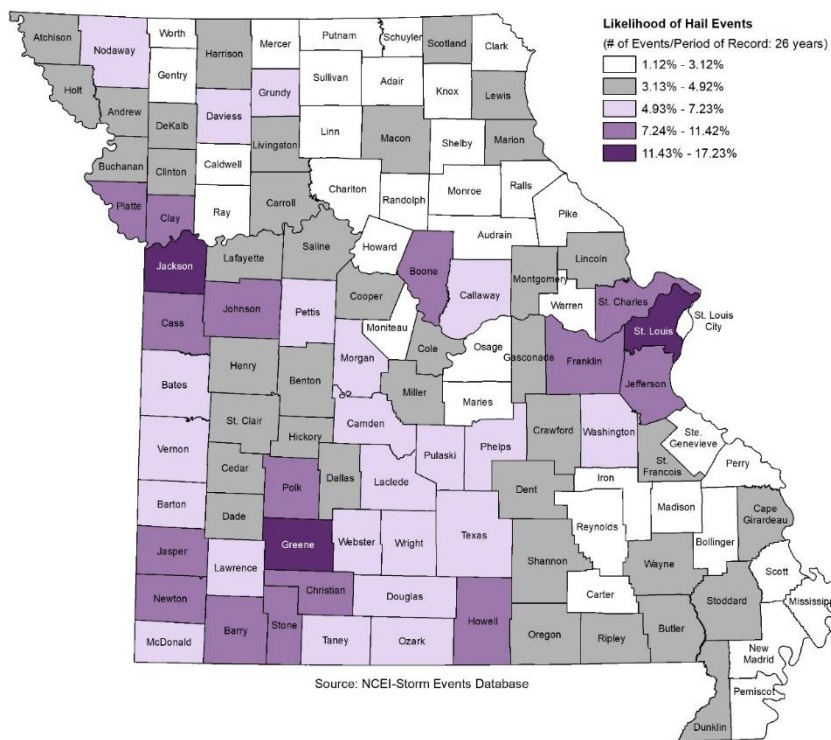 Likelihood of Hail Events
(# of Events/Period of Record: 26 years)
1.12% - 3.12%
3.13% - 4.92%
4.93% - 7.23%
7.24% - 11.42%
11.43% - 17.23%
Atchison
Nodaway
Worth
Harrison
Mercer
Putnam
Schuyler
Scotland
Clark
Gentry
Holt
Andrew
DeKalb
Daviess
Grundy
Sullivan
Adair
Knox
Lewis
Linn
Macon
Shelby
Marion
Buchanan
Clinton
Caldwell
Livingston
Chariton
Randolph
Monroe
Ralls
Pike
Platte
Clay
Ray
Carroll
Audrain
Jackson
Lafayette
Saline
Howard
Boone
Callaway
Montgomery
Lincoln
Warren
St. Charles
St. Louis
St. Louis
City
Cass
Johnson
Pettis
Cooper
Moniteau
Cole
Osage
Gasconade
Franklin
Jefferson
Morgan
Miller
Maries
Bates
Henry
Benton
Camden
St. Clair
Hickory
Pulaski
Phelps
Crawford
Washington
Ste.
Genevieve
St.
Francois
Perry
Vernon
Cedar
Polk
Dallas
Laclede
Dent
Iron
Madison
Cape
Girardeau
Barton
Dade
Greene
Webster
Wright
Texas
Reynolds
Bollinger
Jasper
Lawrence
Shannon
Wayne
Scott
Newton
Christian
Douglas
Carter
Stoddard
Mississippi
McDonald
Barry
Stone
Taney
Ozark
Howell
Oregon
Ripley
Butler
New
Madrid
Pemiscot
Dunklin
Source: NCEI-Storm Events Database